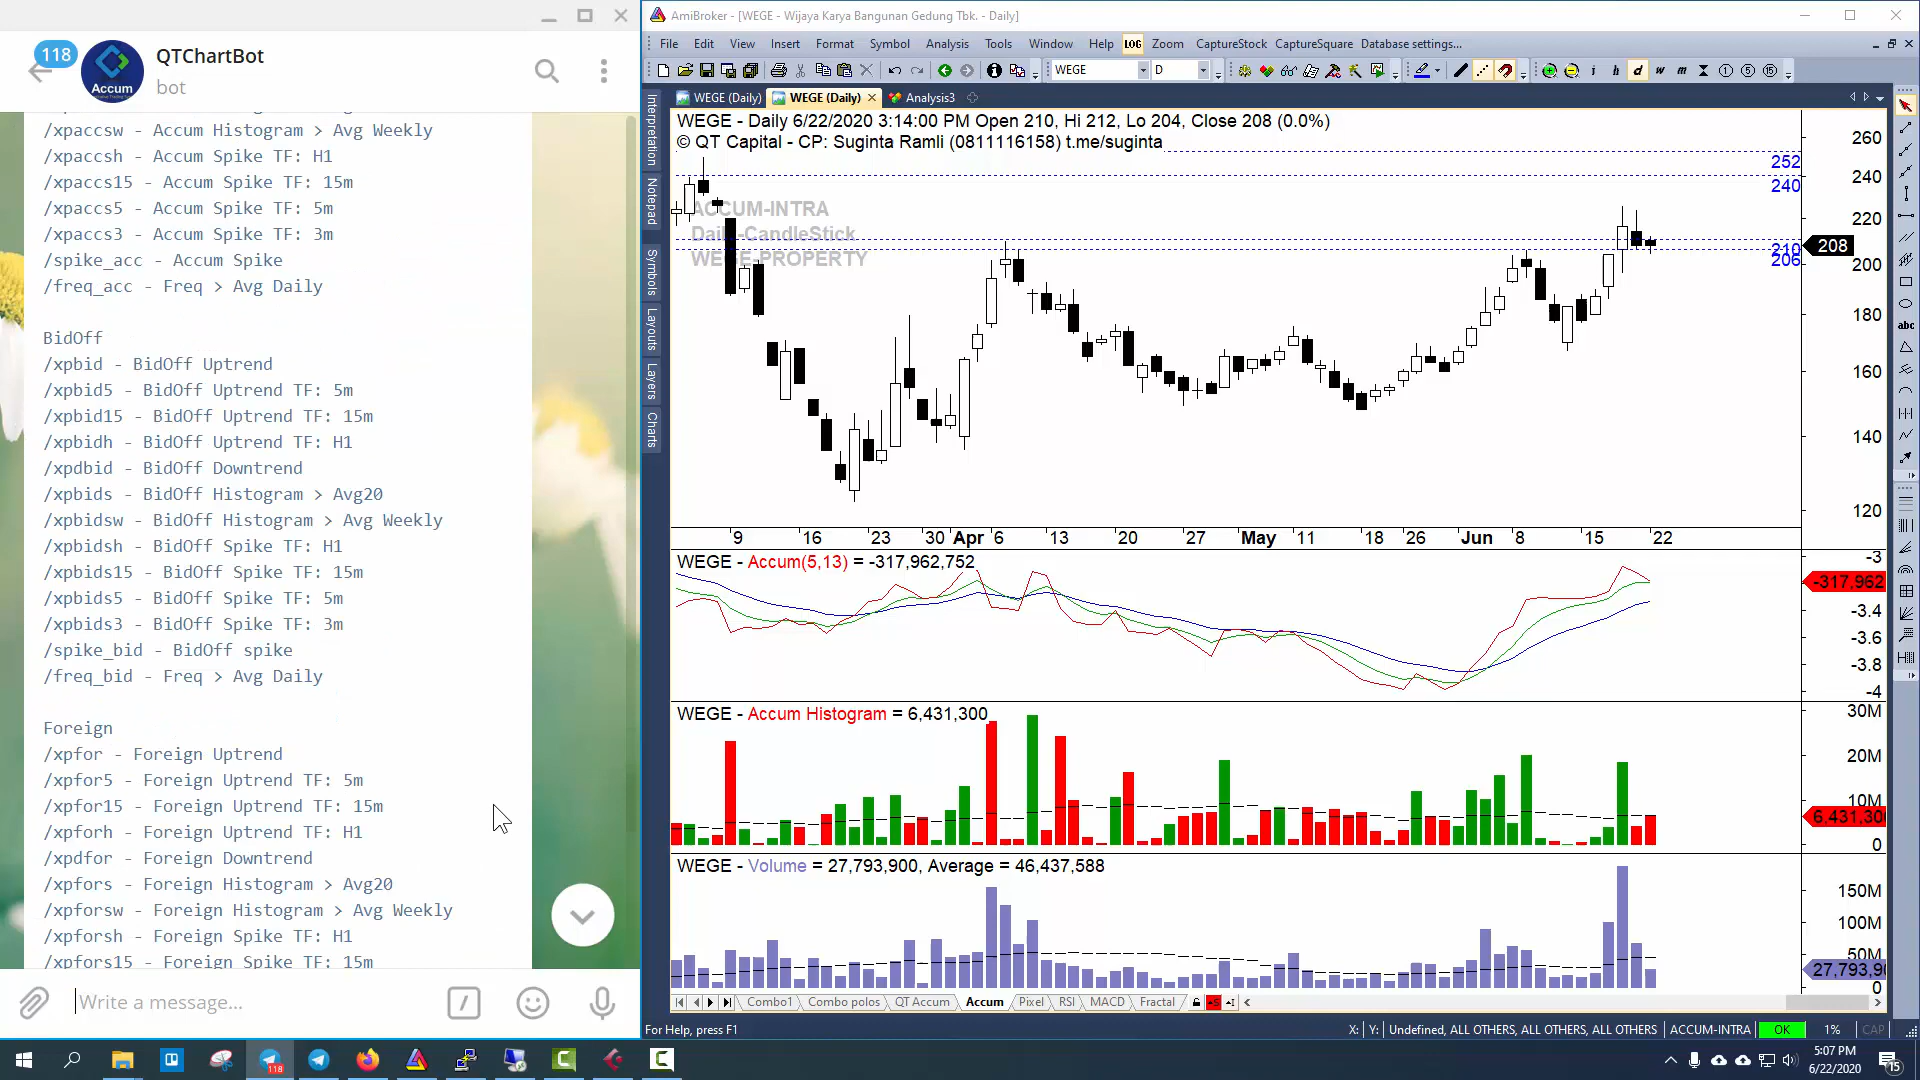 118
Accum
QTChartBot
bot
/xpaccsw - Accum Histogram > Avg Weekly
/xpaccsh - Accum Spike TF: H1
/xpaccs15 - Accum Spike TF: 15m
/xpaccs5 - Accum Spike TF: 5m
/xpaccs3 - Accum Spike TF: 3m
/spike_acc - Accum Spike
/freq_acc - Freq > Avg Daily
BidOff
/xpbid - BidOff Uptrend
/xpbid5 - BidOff Uptrend TF: 5m
/xpbid15 - BidOff Uptrend TF: 15m
/xpbidh - BidOff Uptrend TF: H1
/xpdbid - BidOff Downtrend
/xpbids - BidOff Histogram > Avg20
/xpbidsw - BidOff Histogram > Avg Weekly
/xpbidsh - BidOff Spike TF: H1
/xpbids15 - BidOff Spike TF: 15m
/xpbids5 - BidOff Spike TF: 5m
/xpbids3 - BidOff Spike TF: 3m
/spike_bid - BidOff spike
/freq_bid - Freq > Avg Daily
Foreign
/xpfor - Foreign Uptrend
/xpfor5 - Foreign Uptrend TF: 5m
/xpfor15 - Foreign Uptrend TF: 15m
/xpforh - Foreign Uptrend TF: H1
/xpdfor - Foreign Downtrend
/xpfors - Foreign Histogram > Avg20
/xpforsw - Foreign Histogram > Avg Weekly
/xpforsh - Foreign Spike TF: H1
/xpfors15 - Foreign Spike TF: 15m
Write a message...
AmiBroker - [WEGE - Wijaya Karya Bangunan Gedung Tbk. - Daily]
File Edit View Insert Format Symbol Analysis Tools Window Help LOG Zoom CaptureStock CaptureSquare Database settings...
WEGE D i h d w m 1 5 15
WEGE (Daily) WEGE (Daily) Analysis3
Interpretation
Notepad
Symbols
Layouts
Layers
Charts
abc
WEGE - Daily 6/22/2020 3:14:00 PM Open 210, Hi 212, Lo 204, Close 208 (0.0%)
© QT Capital - CP: Suginta Ramli (0811116158) t.me/suginta
ACCUM-INTRA
Daily-CandleStick
WEGE-PROPERTY
260
252
240
240
220
210
208
206
200
180
160
140
120
9 16 23 30 Apr 6 13 20 27 May 11 18 26 Jun 8 15 22
WEGE - Accum(5,13) = -317,962,752
-3
-317,962
-3.4
-3.6
-3.8
-4
WEGE - Accum Histogram = 6,431,300
30M
20M
10M
6,431,300
0
WEGE - Volume = 27,793,900, Average = 46,437,588
150M
100M
50M
27,793,90
0
Combo1 Combo polos QT Accum Accum Pixel RSI MACD Fractal
For Help, press F1
X: Y: Undefined, ALL OTHERS, ALL OTHERS, ALL OTHERS ACCUM-INTRA OK 1% CAP
118
5:07 PM
6/22/2020
15